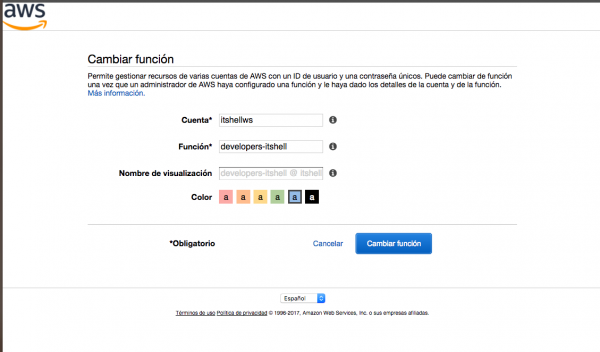 aws
Cambiar función
Permite gestionar recursos de varias cuentas de AWS con un ID de usuario y una contraseña únicos. Puede cambiar de función
una vez que un administrador de AWS haya configurado una función y le haya dado los detalles de la cuenta y de la función.
Más información.
Cuenta* itshellws
Función* developers-itshell
Nombre de visualización developers-itshell @ itshell
Color a a a a a a
*Obligatorio Cancelar Cambiar función
Español
Términos de uso Política de privacidad © 1996-2017, Amazon Web Services, Inc. o sus empresas afiliadas.